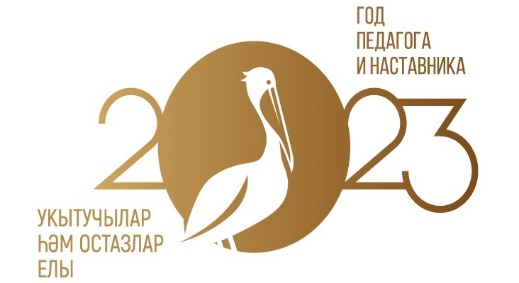 ГОД
ПЕДАГОГА
И НАСТАВНИКА
2023
УКЫТУЧЫЛАР
ҺӘМ ОСТАЗЛАР
ЕЛЫ